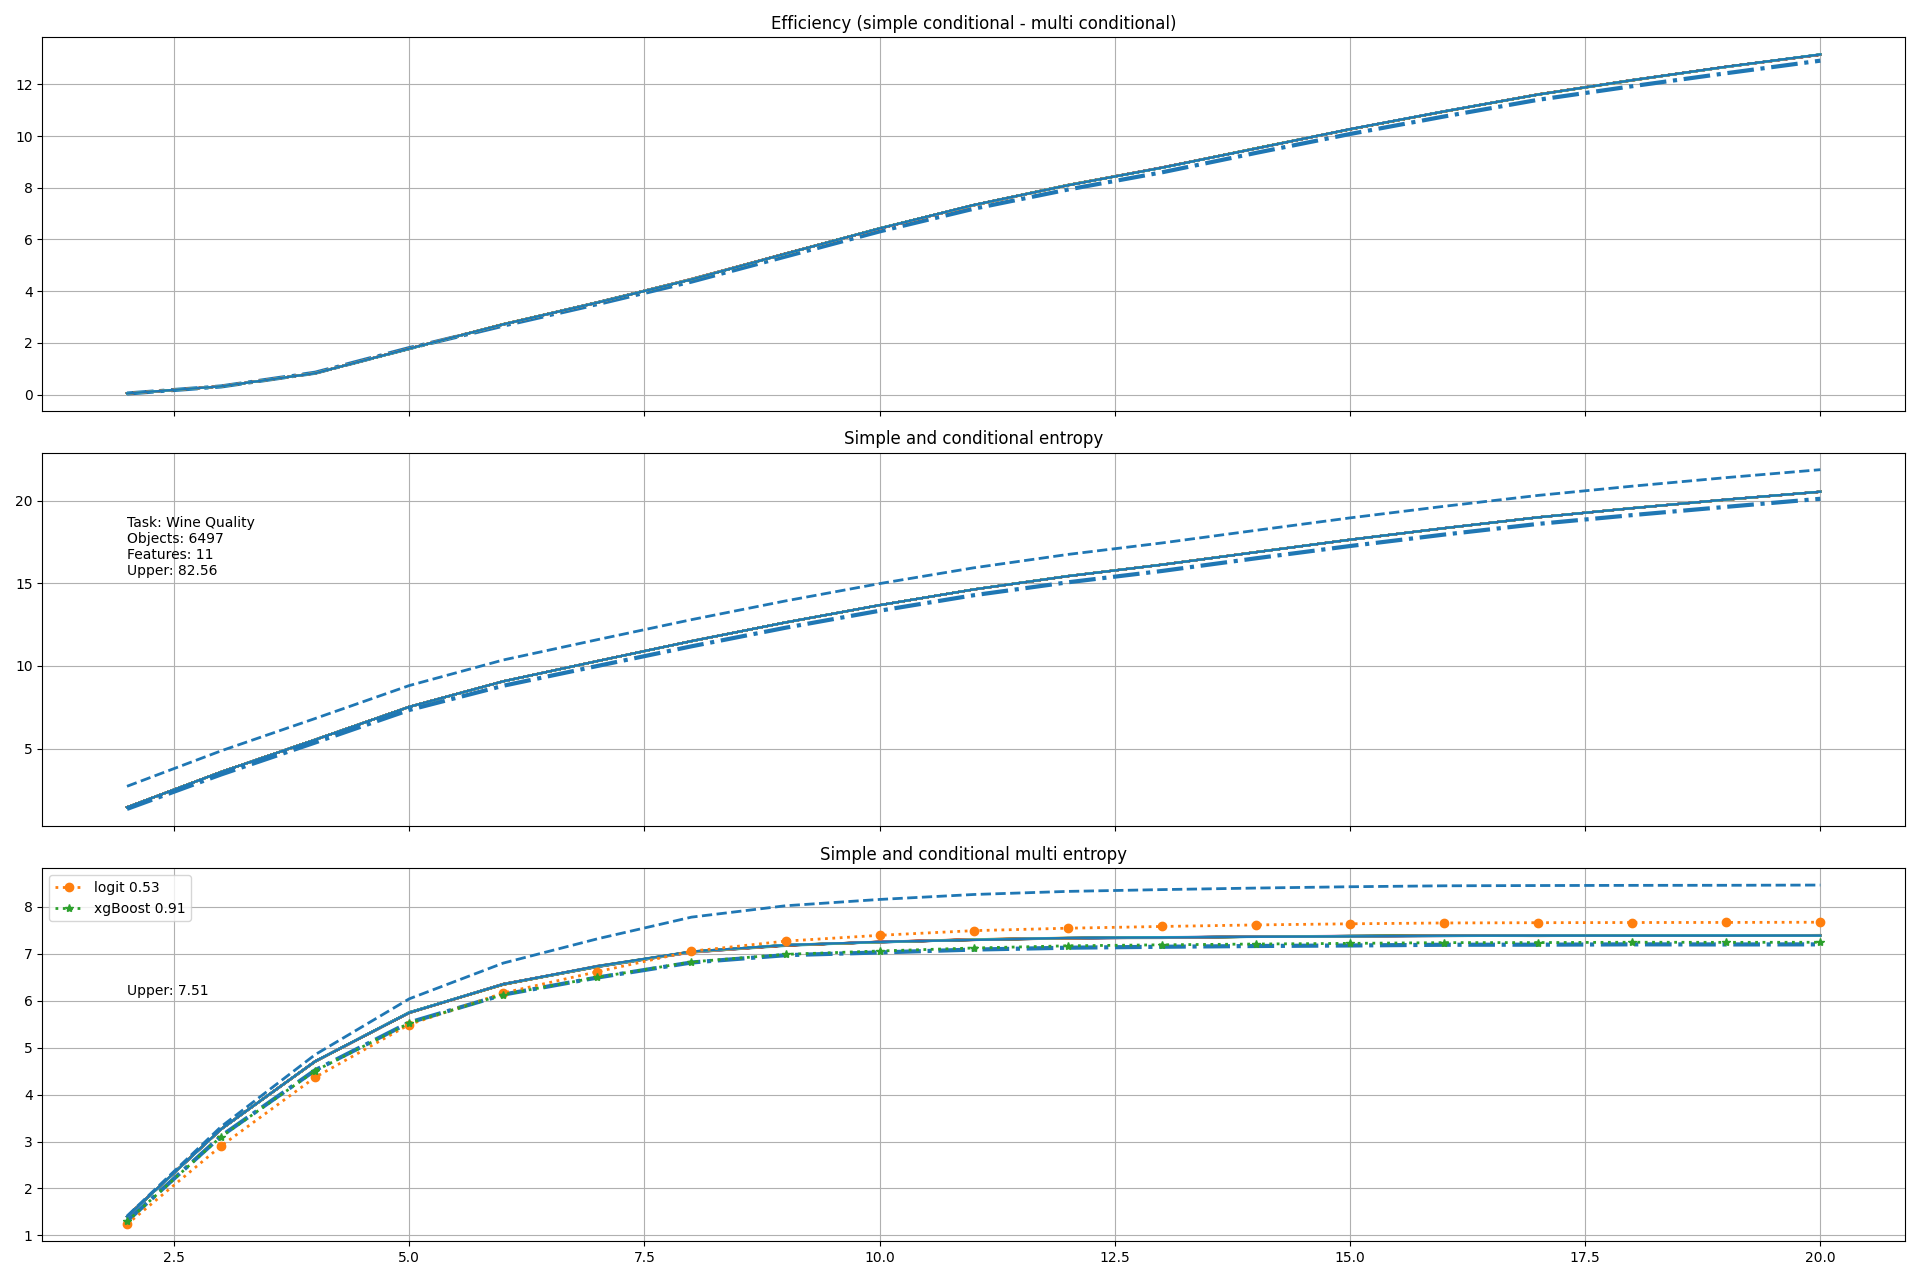 Efficiency (simple conditional - multi conditional)
12
10
8
6
4
2
0
Simple and conditional entropy
20
15
10
5
Task: Wine Quality
Objects: 6497
Features: 11
Upper: 82.56
Simple and conditional multi entropy
logit 0.53
xgBoost 0.91
8
7
6
5
4
3
2
1
Upper: 7.51
2.5 5.0 7.5 10.0 12.5 15.0 17.5 20.0